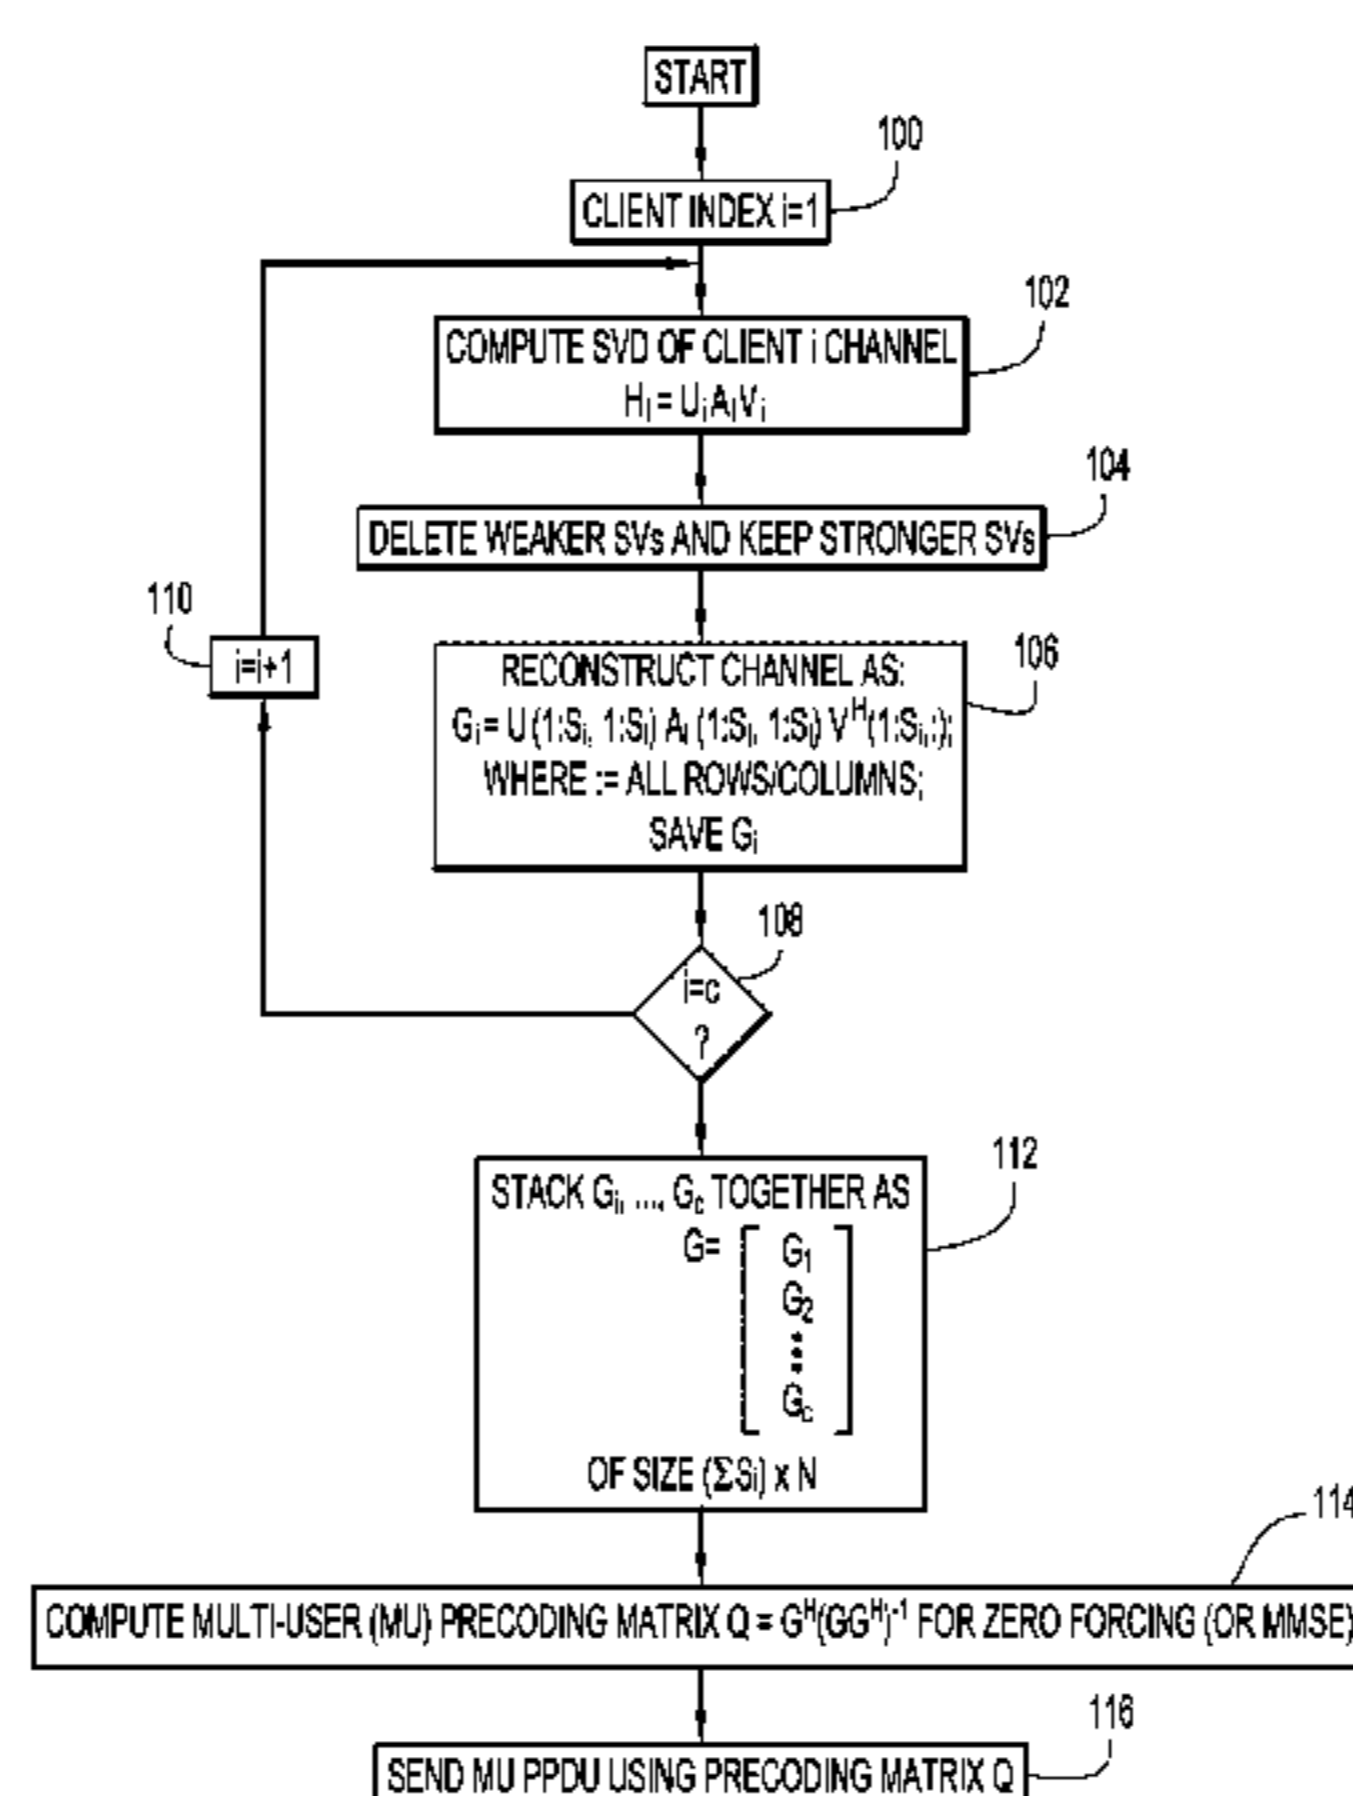 START
100
CLIENT INDEX i=1
102
COMPUTE SVD OF CLIENT i CHANNEL
Hᵢ = UᵢAᵢVᵢ
104
DELETE WEAKER SVs AND KEEP STRONGER SVs
110
i=i+1
106
RECONSTRUCT CHANNEL AS:
Gᵢ = U (1:Sᵢ, 1:Sᵢ) Aᵢ (1:Sᵢ, 1:Sᵢ) Vᴴ(1:Sᵢ,:);
WHERE := ALL ROWS/COLUMNS;
SAVE Gᵢ
108
i=c
?
112
STACK Gᵢ, ..., G_c TOGETHER AS
G=
G₁
G₂
⋮
G_c
OF SIZE (ΣSᵢ) x N
114
COMPUTE MULTI-USER (MU) PRECODING MATRIX Q = Gᴴ(GGᴴ)⁻¹ FOR ZERO FORCING (OR MMSE)
116
SEND MU PPDU USING PRECODING MATRIX Q